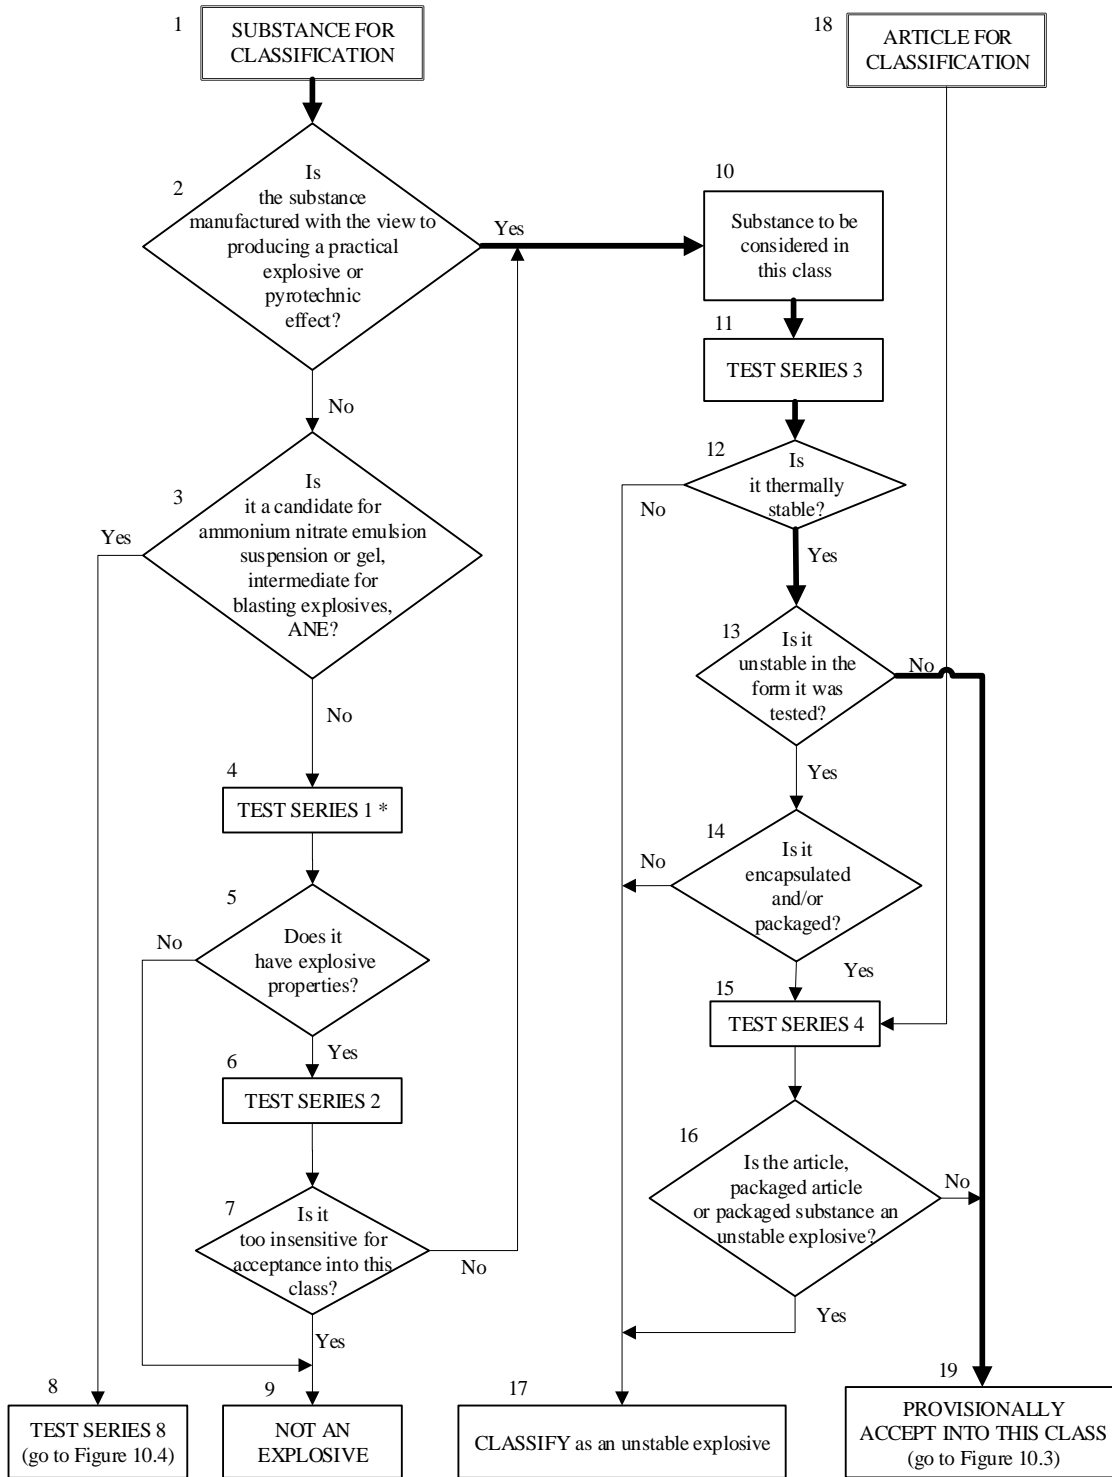 1
SUBSTANCE FOR
CLASSIFICATION
18
ARTICLE FOR
CLASSIFICATION
2
Is
the substance
manufactured with the view to
producing a practical
explosive or
pyrotechnic
effect?
Yes
No
10
Substance to be
considered in
this class
11
TEST SERIES 3
12
Is
it thermally
stable?
No
Yes
3
Is
it a candidate for
ammonium nitrate emulsion
suspension or gel,
intermediate for
blasting explosives,
ANE?
Yes
No
13
Is it
unstable in the
form it was
tested?
No
Yes
4
TEST SERIES 1 *
14
Is it
encapsulated
and/or
packaged?
No
Yes
5
Does it
have explosive
properties?
No
Yes
15
TEST SERIES 4
6
TEST SERIES 2
16
Is the article,
packaged article
or packaged substance an
unstable explosive?
No
Yes
7
Is it
too insensitive for
acceptance into this
class?
No
Yes
8
TEST SERIES 8
(go to Figure 10.4)
9
NOT AN
EXPLOSIVE
17
CLASSIFY as an unstable explosive
19
PROVISIONALLY
ACCEPT INTO THIS CLASS
(go to Figure 10.3)